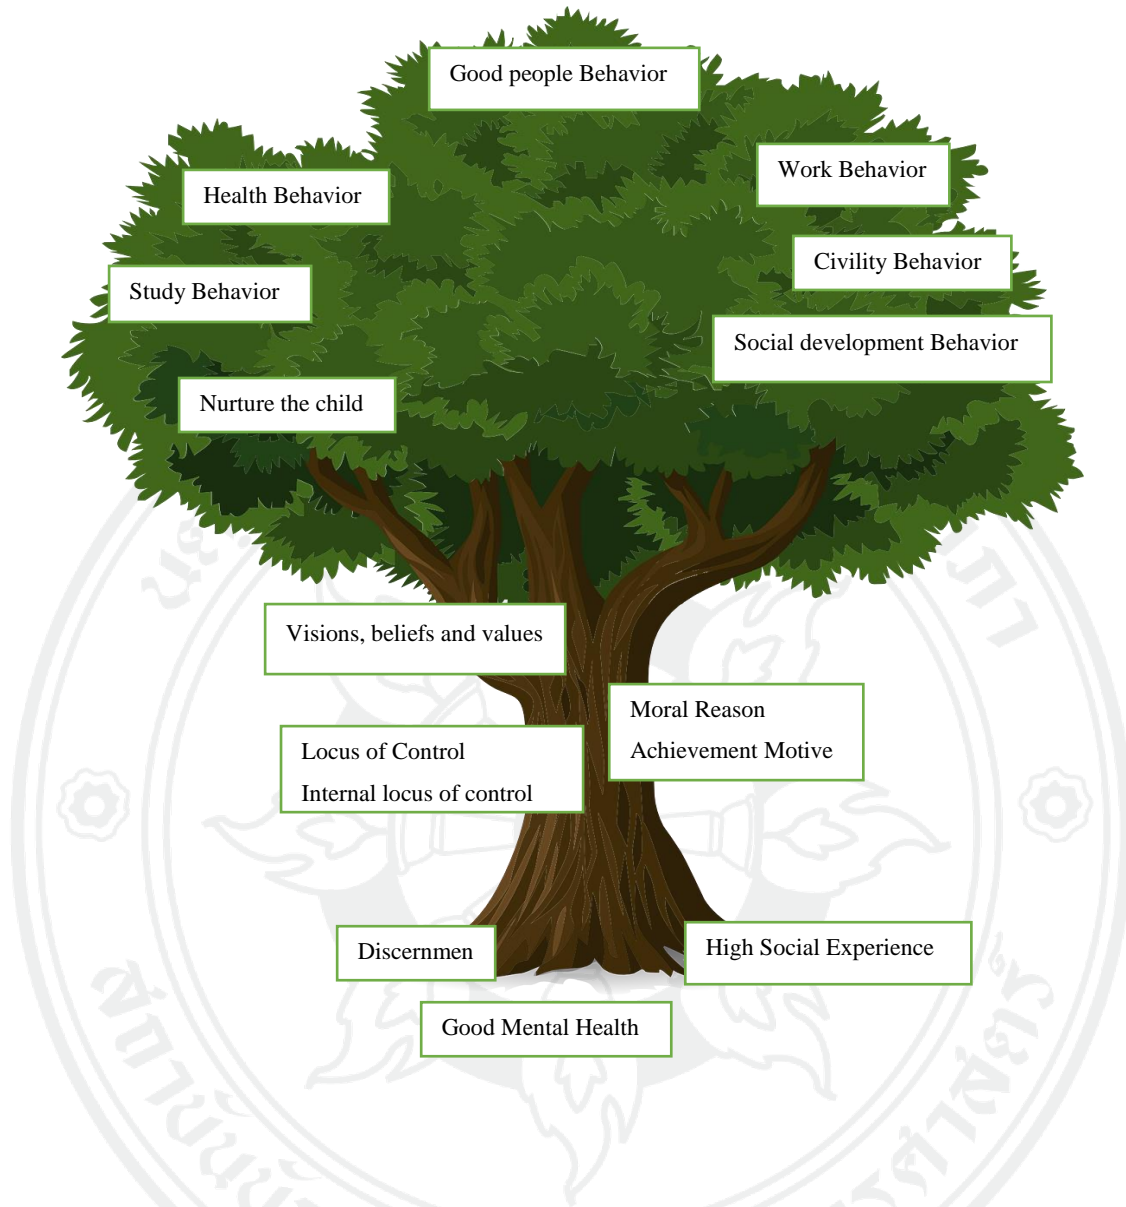 Good people Behavior
Work Behavior
Health Behavior
Civility Behavior
Study Behavior
Social development Behavior
Nurture the child
Visions, beliefs and values
Moral Reason
Achievement Motive
Locus of Control
Internal locus of control
Discernmen
High Social Experience
Good Mental Health